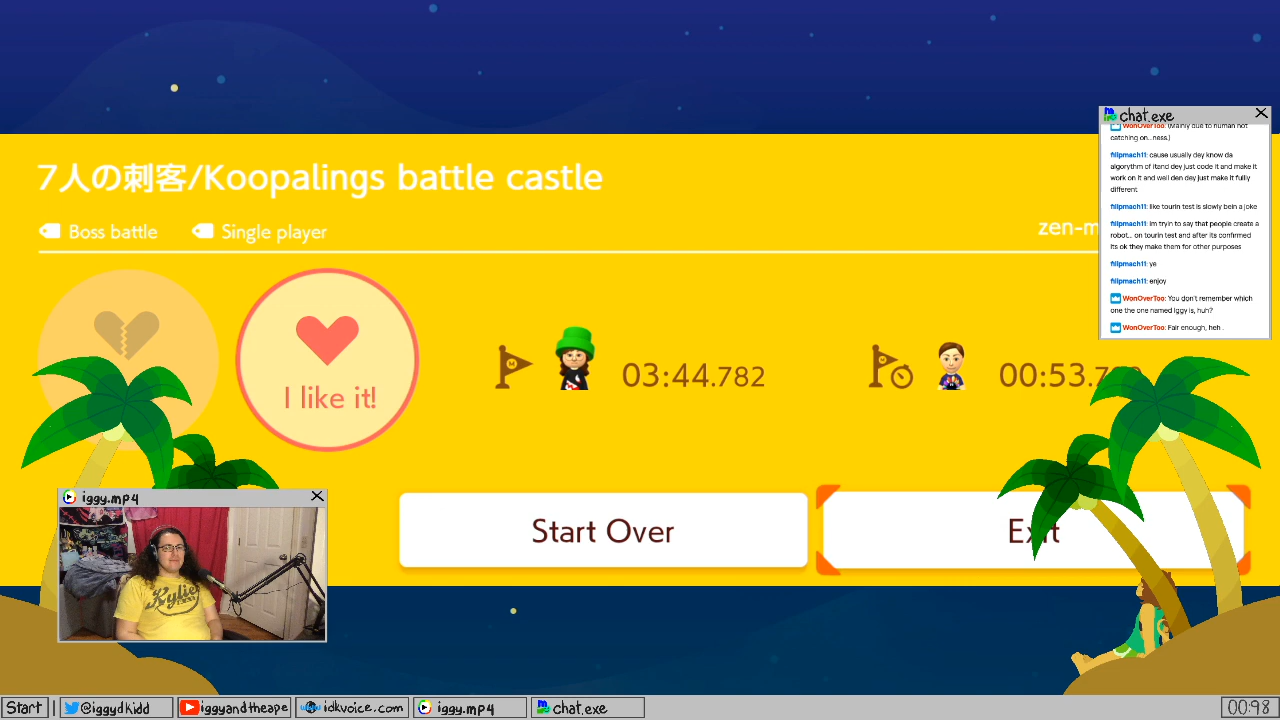 7人の刺客/Koopalings battle castle
Boss battle
Single player
zen-m
I like it!
03:44.782
00:53.7
Start Over
Exit
chat.exe
WonOverToo: (Mainly due to human not
catching on...ness.)
filipmach11: cause usually dey know da
algorythm of itand dey just code it and make it
work on it and well den dey just make it fully
different
filipmach11: like tourin test is slowly bein a joke
filipmach11: im tryin to say that people create a
robot... on tourin test and after its confirmed
its ok they make them for other purposes
filipmach11: ye
filipmach11: enjoy
WonOverToo: You don't remember which
one the one named Iggy is, huh?
WonOverToo: Fair enough, heh .
iggy.mp4
Kylie
Start
@iggydkidd
iggyandtheape
idkvoice.com
iggy.mp4
chat.exe
00:98